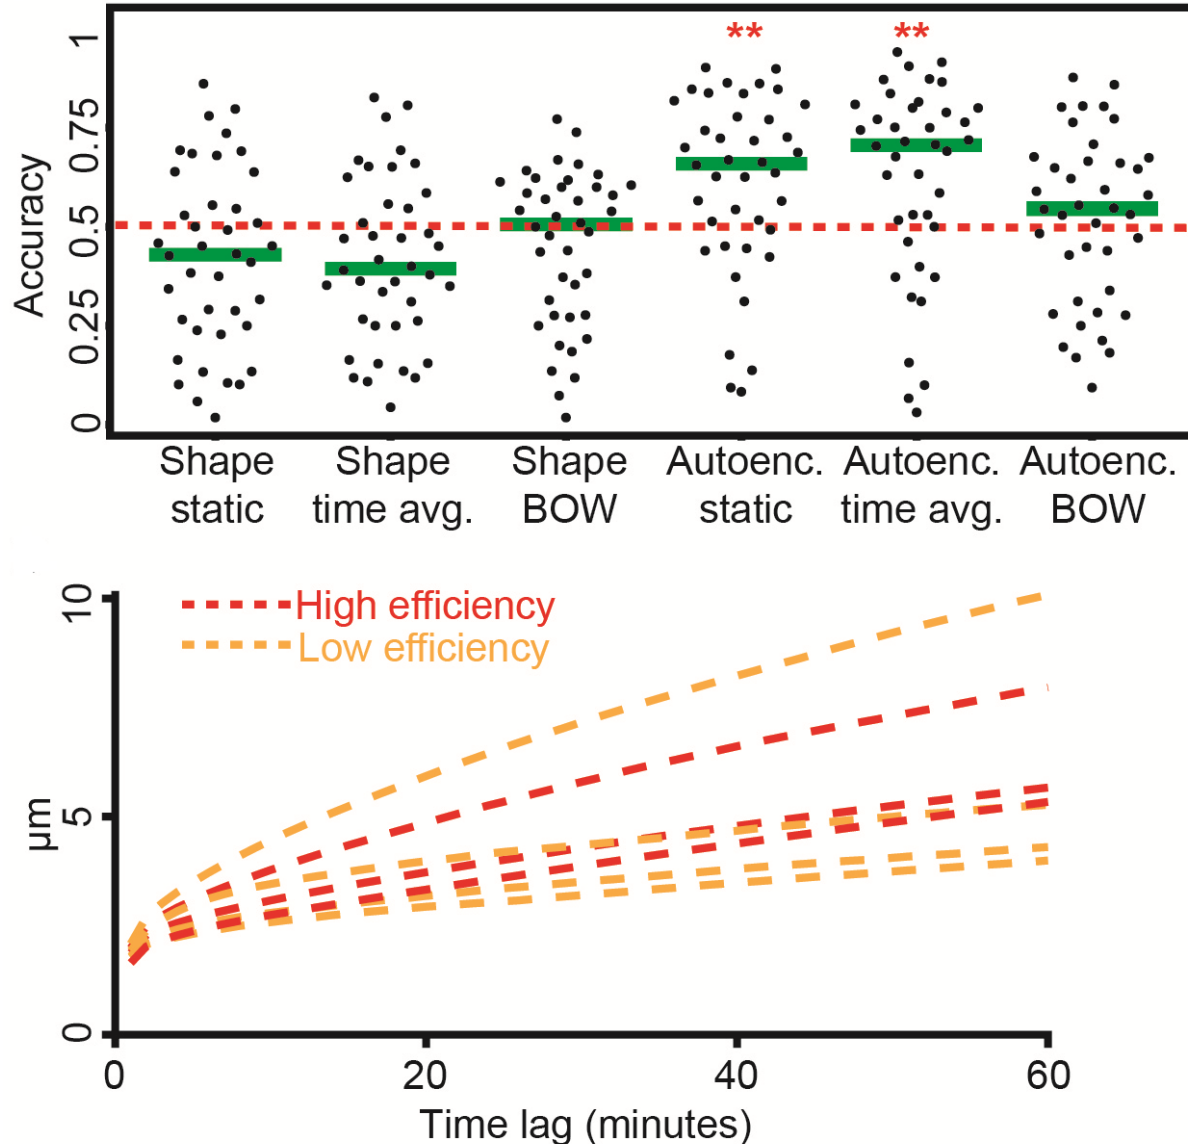 ** **
Accuracy
1
0.75
0.5
0.25
0
Shape static
Shape time avg.
Shape BOW
Autoenc. static
Autoenc. time avg.
Autoenc. BOW
High efficiency
Low efficiency
µm
10
5
0
0 20 40 60
Time lag (minutes)